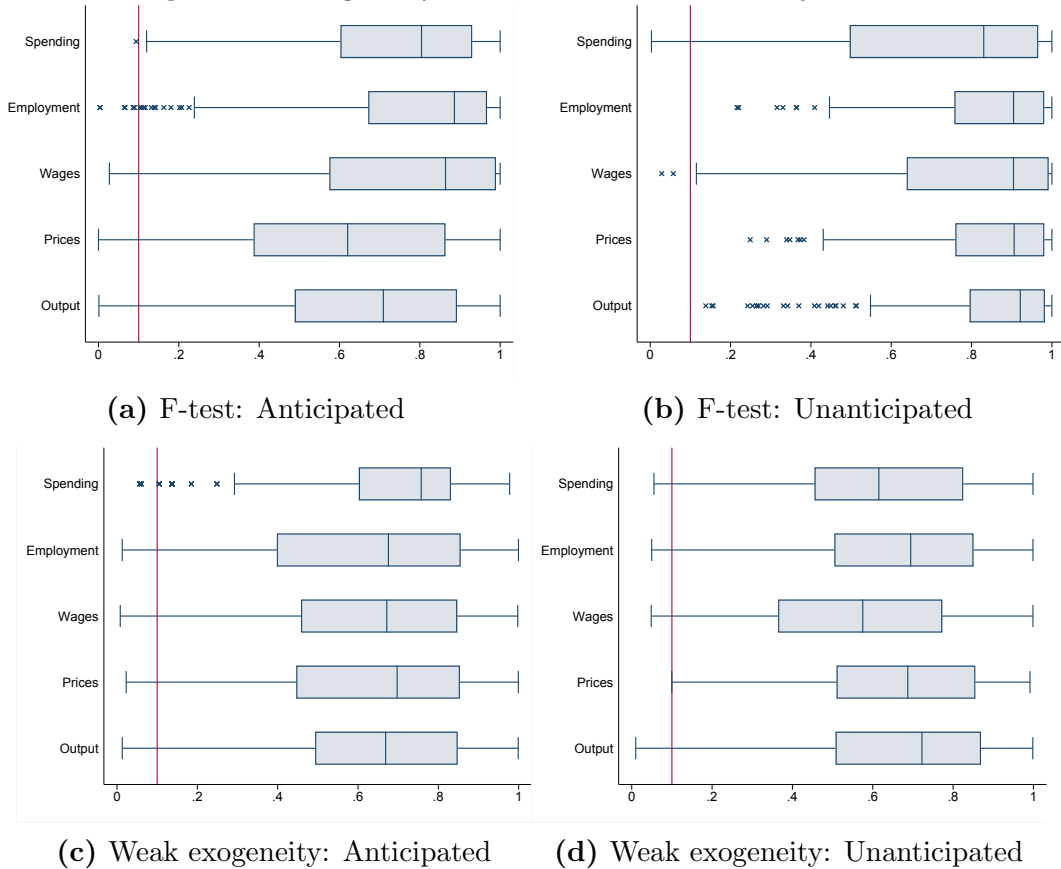 Spending
Employment
Wages
Prices
Output
0 .2 .4 .6 .8 1
(a) F-test: Anticipated
Spending
Employment
Wages
Prices
Output
0 .2 .4 .6 .8 1
(b) F-test: Unanticipated
Spending
Employment
Wages
Prices
Output
0 .2 .4 .6 .8 1
(c) Weak exogeneity: Anticipated
Spending
Employment
Wages
Prices
Output
0 .2 .4 .6 .8 1
(d) Weak exogeneity: Unanticipated